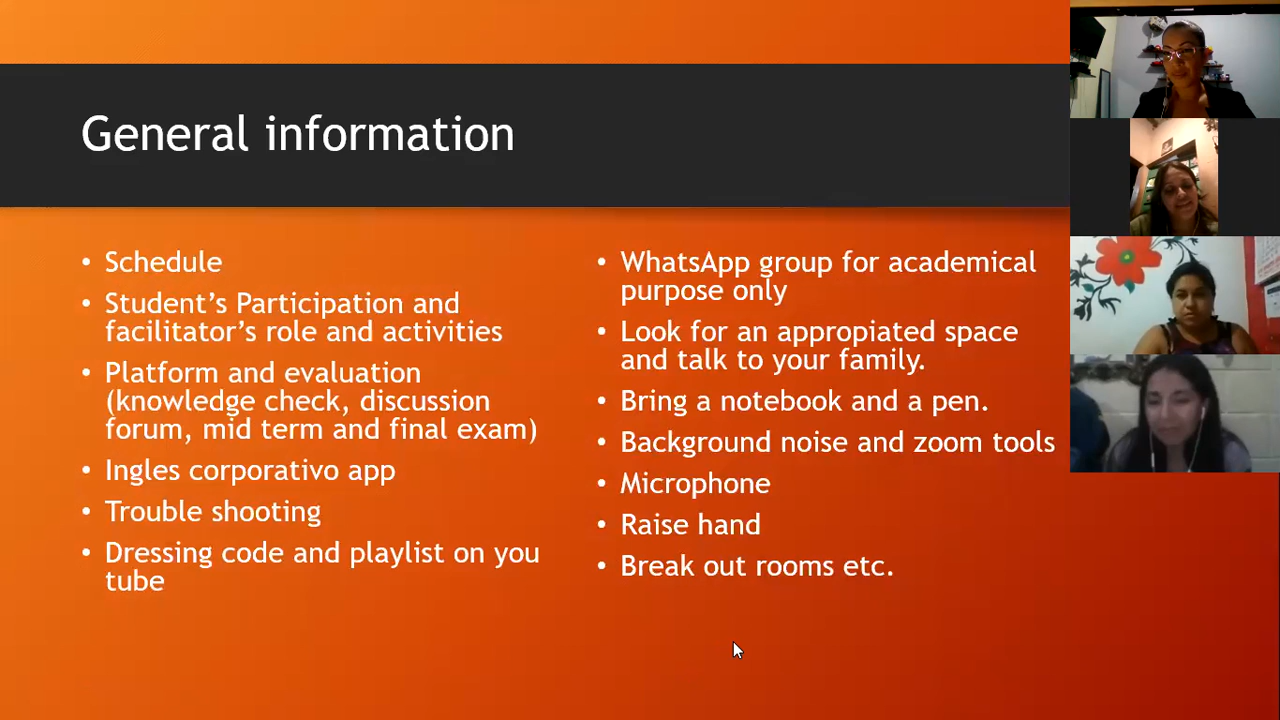 General information
• Schedule
• Student’s Participation and
facilitator’s role and activities
• Platform and evaluation
(knowledge check, discussion
forum, mid term and final exam)
• Ingles corporativo app
• Trouble shooting
• Dressing code and playlist on you
tube
• WhatsApp group for academical
purpose only
• Look for an appropiated space
and talk to your family.
• Bring a notebook and a pen.
• Background noise and zoom tools
• Microphone
• Raise hand
• Break out rooms etc.